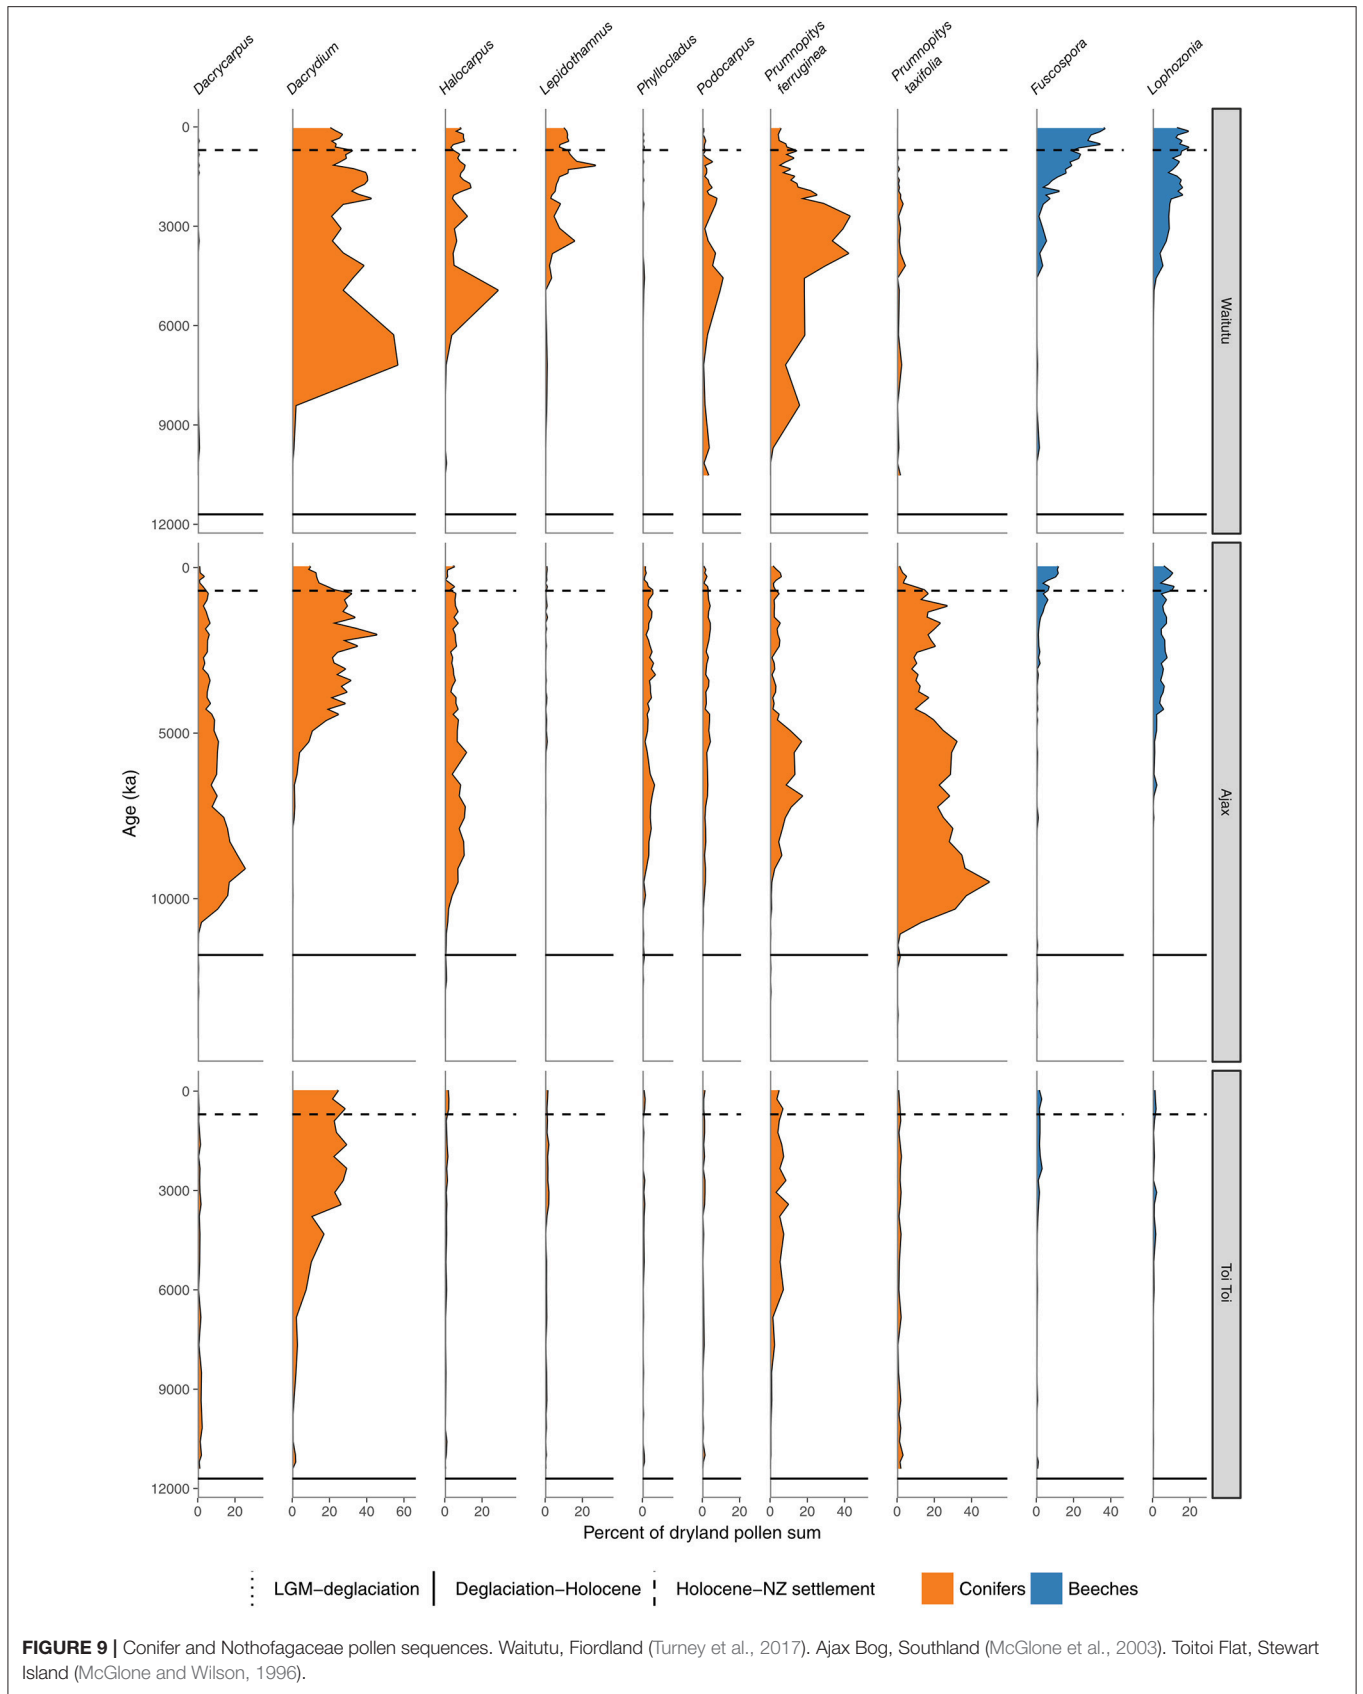 Dacrycarpus
Dacrydium
Halocarpus
Lepidothamnus
Phyllocladus
Podocarpus
Prumnopitys
ferruginea
Prumnopitys
taxifolia
Fuscospora
Lophozonia
0
3000
6000
9000
12000
Waitutu
0
5000
10000
Ajax
0
3000
6000
9000
12000
Toi Toi
Age (ka)
0 20 0 20 40 60 0 20 0 20 0 0 20 0 20 40 0 20 40 0 20 40 0 20
Percent of dryland pollen sum
LGM–deglaciation Deglaciation–Holocene Holocene–NZ settlement Conifers Beeches
FIGURE 9 | Conifer and Nothofagaceae pollen sequences. Waitutu, Fiordland (Turney et al., 2017). Ajax Bog, Southland (McGlone et al., 2003). Toitoi Flat, Stewart
Island (McGlone and Wilson, 1996).